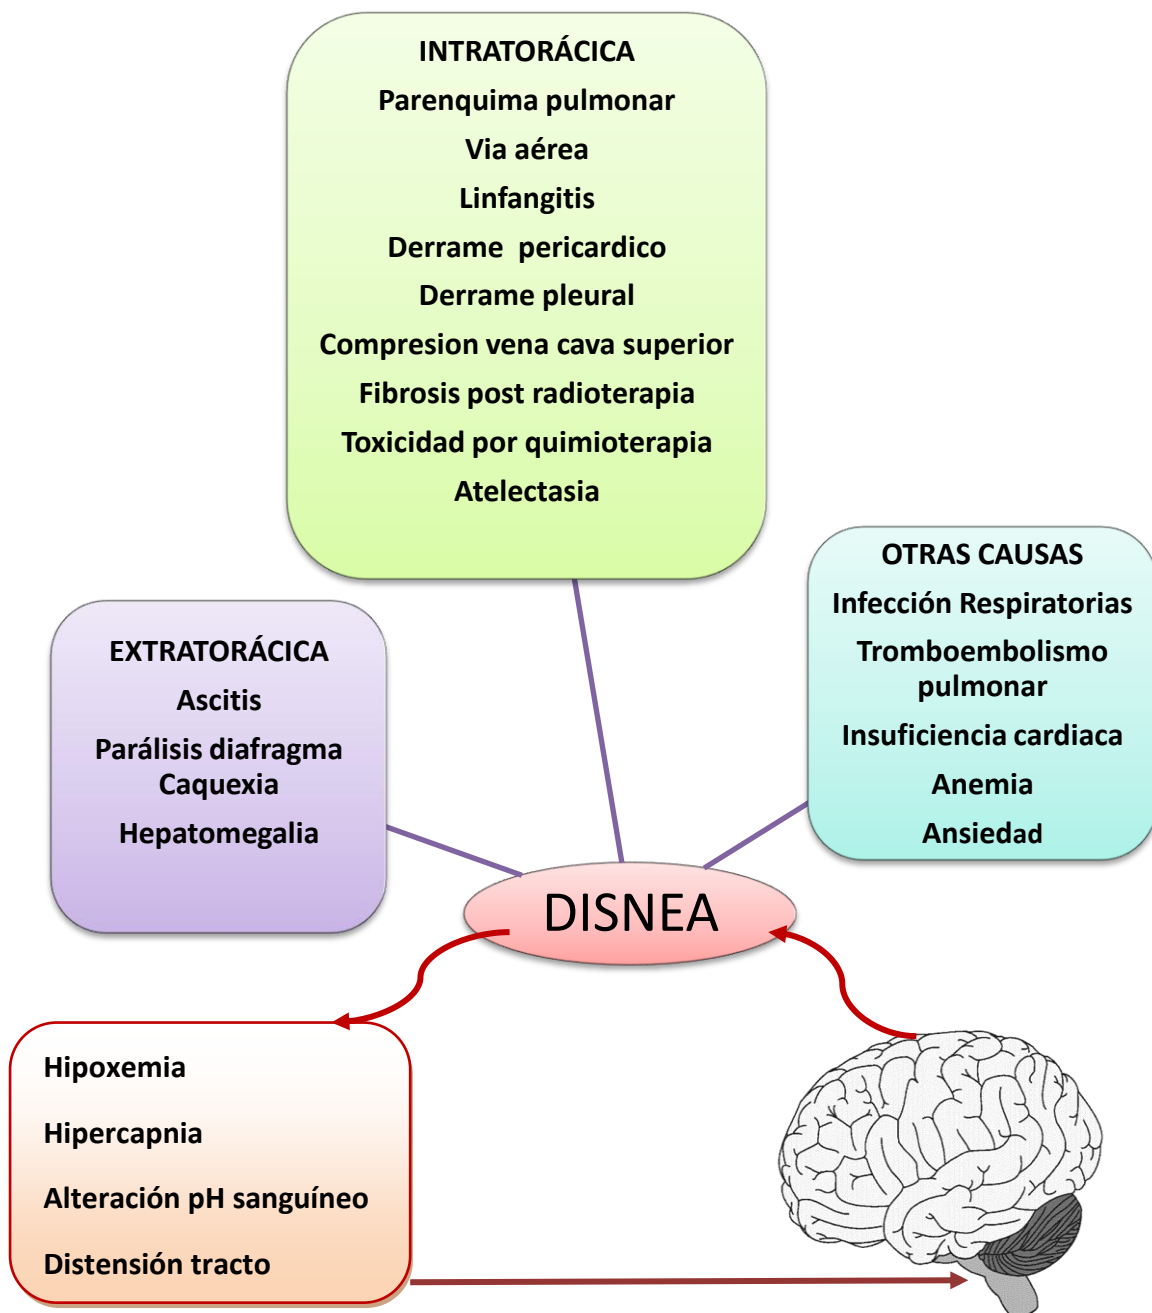 INTRATORÁCICA
Parenquima pulmonar
Via aérea
Linfangitis
Derrame pericardico
Derrame pleural
Compresion vena cava superior
Fibrosis post radioterapia
Toxicidad por quimioterapia
Atelectasia
EXTRATORÁCICA
Ascitis
Parálisis diafragma
Caquexia
Hepatomegalia
OTRAS CAUSAS
Infección Respiratorias
Tromboembolismo
pulmonar
Insuficiencia cardiaca
Anemia
Ansiedad
DISNEA
Hipoxemia
Hipercapnia
Alteración pH sanguíneo
Distensión tracto